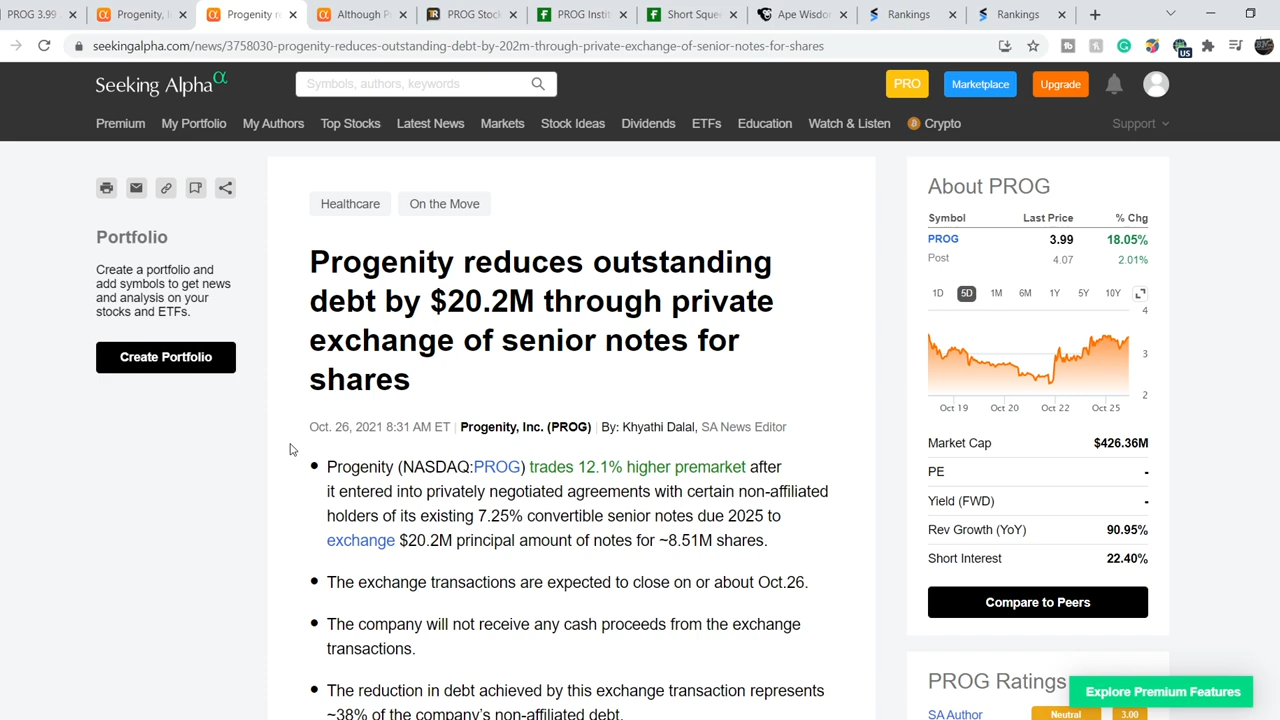 PROG 3.99
Progenity, I
Progenity re
Although P
PROG Stoc
PROG Instit
Short Sque
Ape Wisdo
Rankings
Rankings
seekingalpha.com/news/3758030-progenity-reduces-outstanding-debt-by-202m-through-private-exchange-of-senior-notes-for-shares
US
Seeking Alpha α
Symbols, authors, keywords
PRO
Marketplace
Upgrade
Premium My Portfolio My Authors Top Stocks Latest News Markets Stock Ideas Dividends ETFs Education Watch & Listen Crypto Support
Portfolio
Create a portfolio and
add symbols to get news
and analysis on your
stocks and ETFs.
Create Portfolio
Healthcare On the Move
Progenity reduces outstanding
debt by $20.2M through private
exchange of senior notes for
shares
Oct. 26, 2021 8:31 AM ET | Progenity, Inc. (PROG) | By: Khyathi Dalal, SA News Editor
• Progenity (NASDAQ:PROG) trades 12.1% higher premarket after
it entered into privately negotiated agreements with certain non-affiliated
holders of its existing 7.25% convertible senior notes due 2025 to
exchange $20.2M principal amount of notes for ~8.51M shares.
• The exchange transactions are expected to close on or about Oct.26.
• The company will not receive any cash proceeds from the exchange
transactions.
• The reduction in debt achieved by this exchange transaction represents
~38% of the company's non-affiliated debt.
About PROG
Symbol Last Price % Chg
PROG 3.99 18.05%
Post 4.07 2.01%
1D 5D 1M 6M 1Y 5Y 10Y
4
3
2
Oct 19 Oct 20 Oct 22 Oct 25
Market Cap $426.36M
PE -
Yield (FWD) -
Rev Growth (YoY) 90.95%
Short Interest 22.40%
Compare to Peers
PROG Ratings
Explore Premium Features
SA Author Neutral 3.00